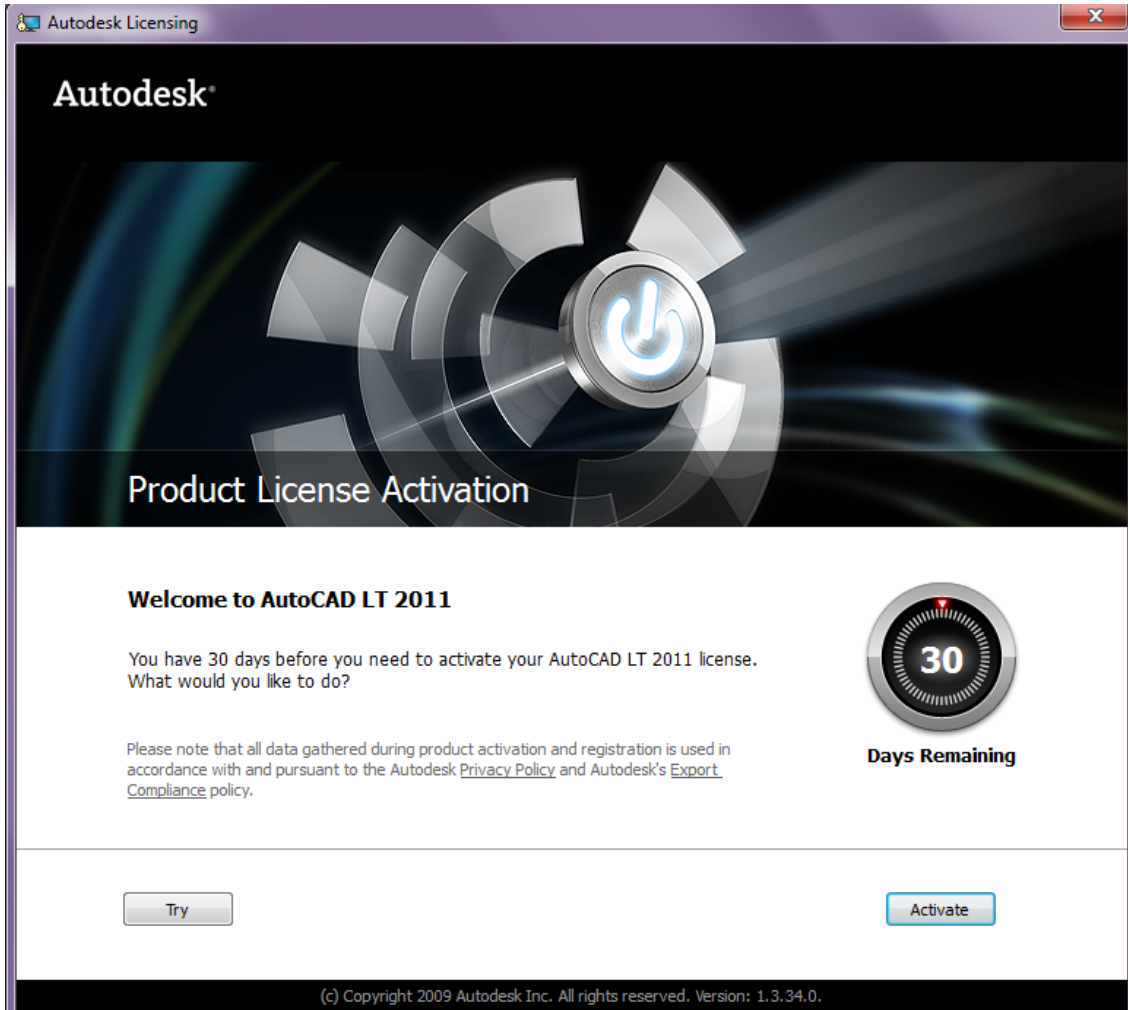 Autodesk Licensing
Autodesk®
Product License Activation
Welcome to AutoCAD LT 2011
You have 30 days before you need to activate your AutoCAD LT 2011 license.
What would you like to do?
30
Days Remaining
Please note that all data gathered during product activation and registration is used in
accordance with and pursuant to the Autodesk Privacy Policy and Autodesk's Export
Compliance policy.
Try
Activate
(c) Copyright 2009 Autodesk Inc. All rights reserved. Version: 1.3.34.0.